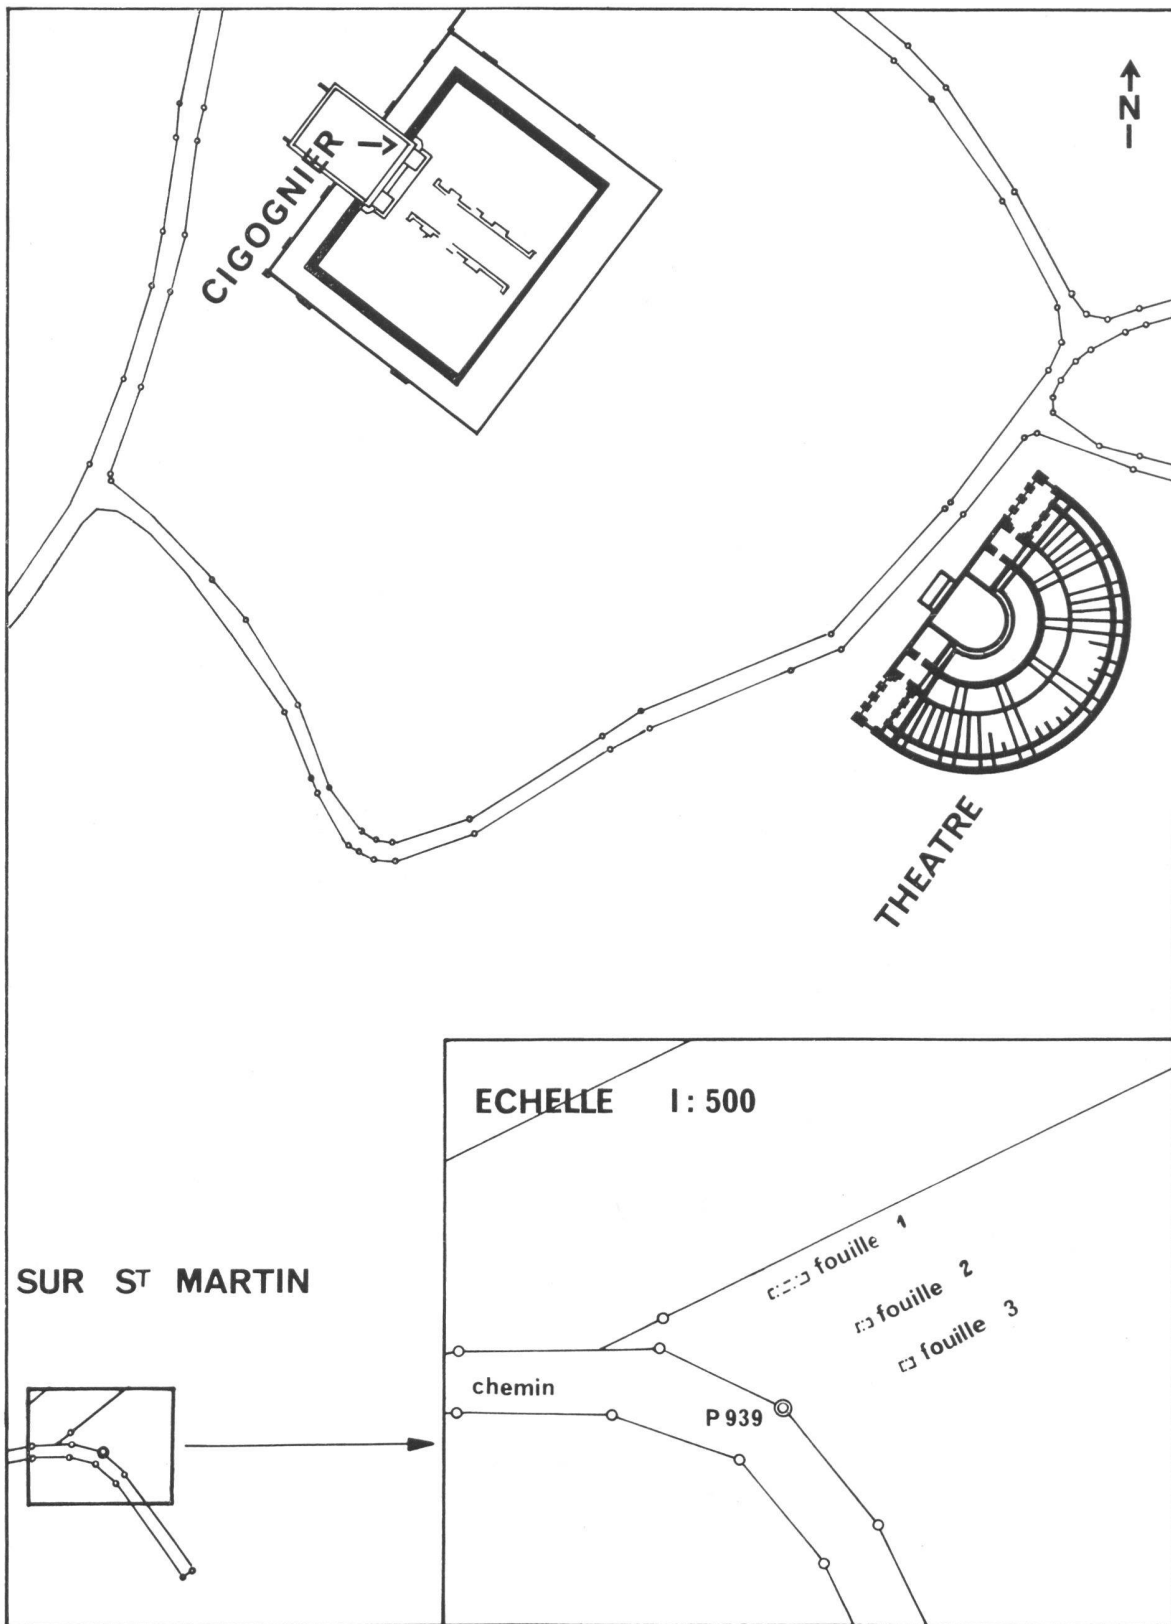 N
CIGOGNIER
THEATRE
ECHELLE I: 500
fouille 1
fouille 2
fouille 3
SUR ST MARTIN
chemin
P 939